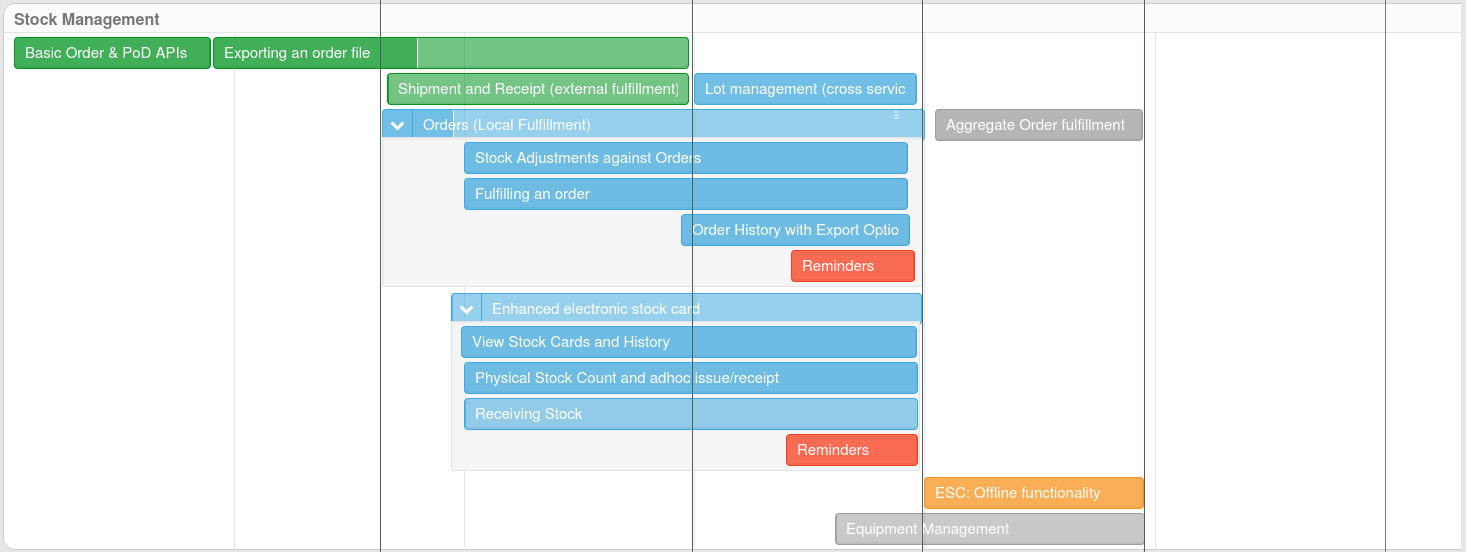 Stock Management
Basic Order & PoD APIs
Exporting an order file
Shipment and Receipt (external fulfillment)
Lot management (cross servic
Orders (Local Fulfillment)
Aggregate Order fulfillment
Stock Adjustments against Orders
Fulfilling an order
Order History with Export Optio
Reminders
Enhanced electronic stock card
View Stock Cards and History
Physical Stock Count and adhoc issue/receipt
Receiving Stock
Reminders
ESC: Offline functionality
Equipment Management